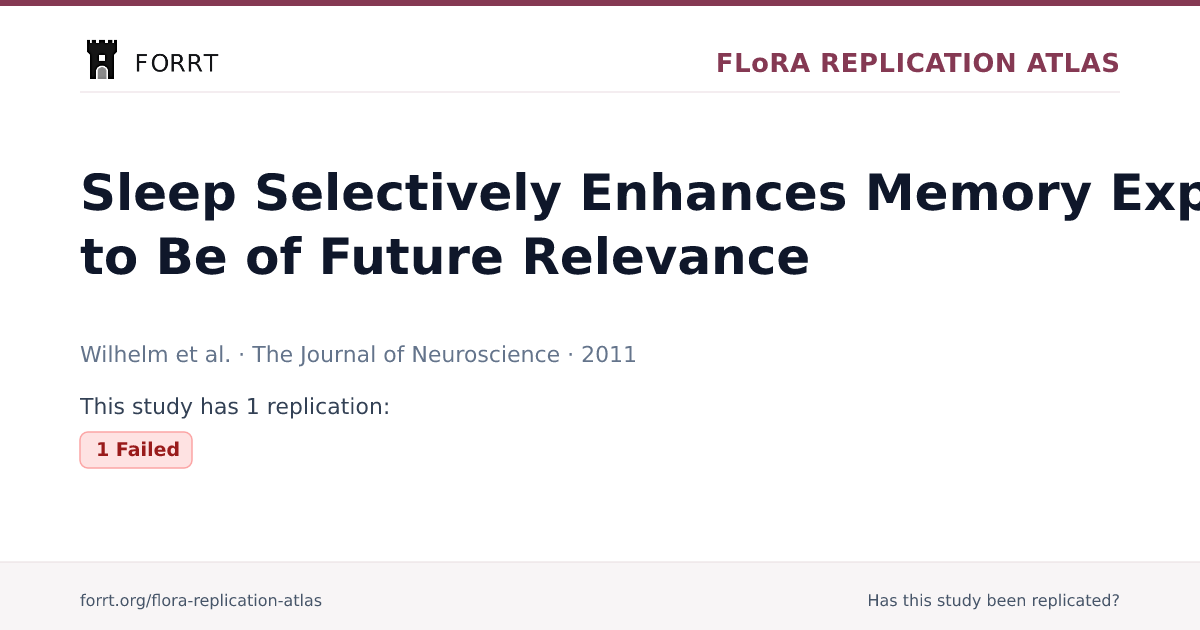 FORRT
FLoRA REPLICATION ATLAS
Sleep Selectively Enhances Memory Exp
to Be of Future Relevance
Wilhelm et al. · The Journal of Neuroscience · 2011
This study has 1 replication:
1 Failed
forrt.org/flora-replication-atlas
Has this study been replicated?